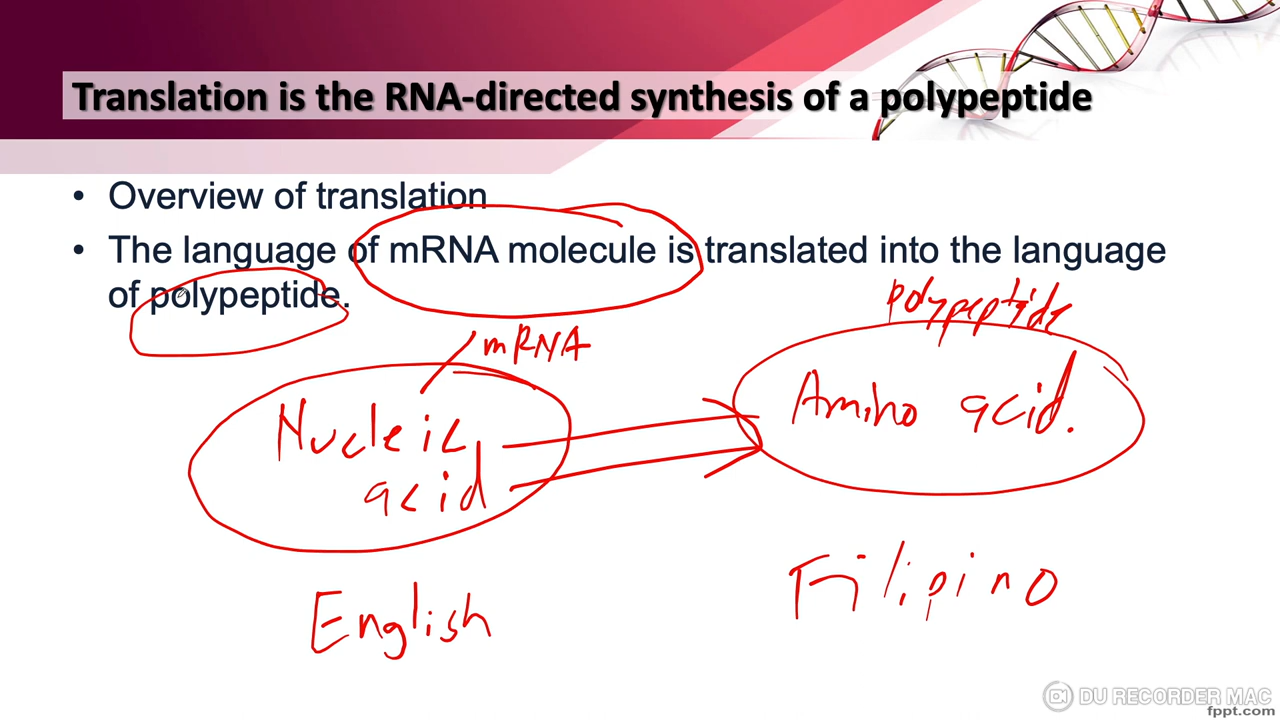 Translation is the RNA-directed synthesis of a polypeptide
• Overview of translation
• The language of mRNA molecule is translated into the language
of polypeptide.
polypeptide
mRNA
Nucleic
acid
Amino acid.
English
Filipino
DU RECORDER MAC
fppt.com